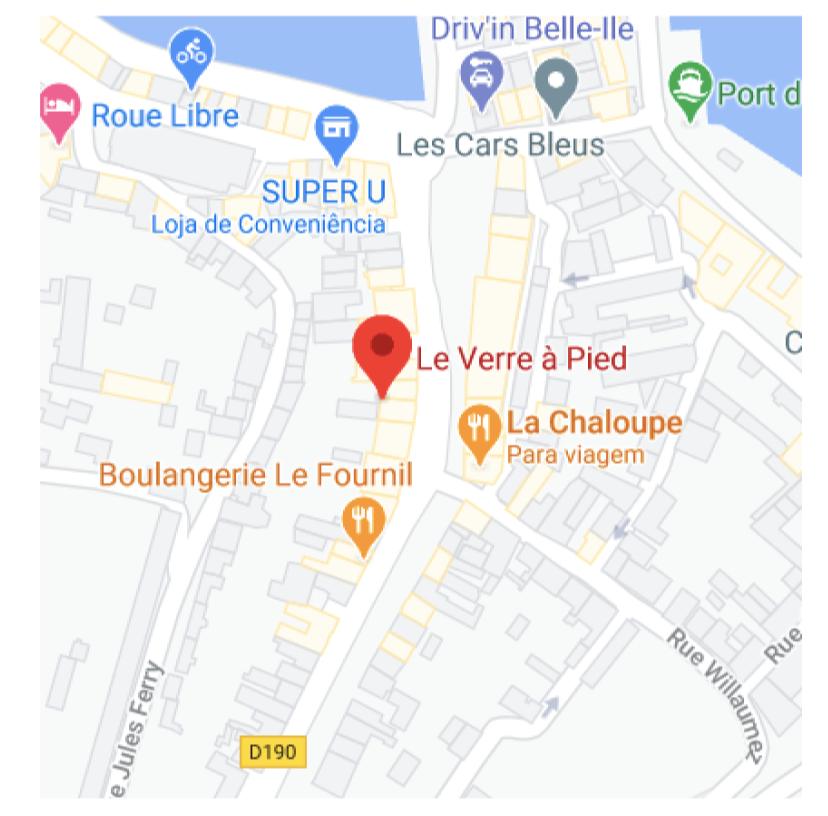 Driv'in Belle-Ile
Port d
Roue Libre
Les Cars Bleus
SUPER U
Loja de Conveniência
C
Le Verre à Pied
La Chaloupe
Para viagem
Boulangerie Le Fournil
Rue Willaumez
Rue
e Jules Ferry
D190